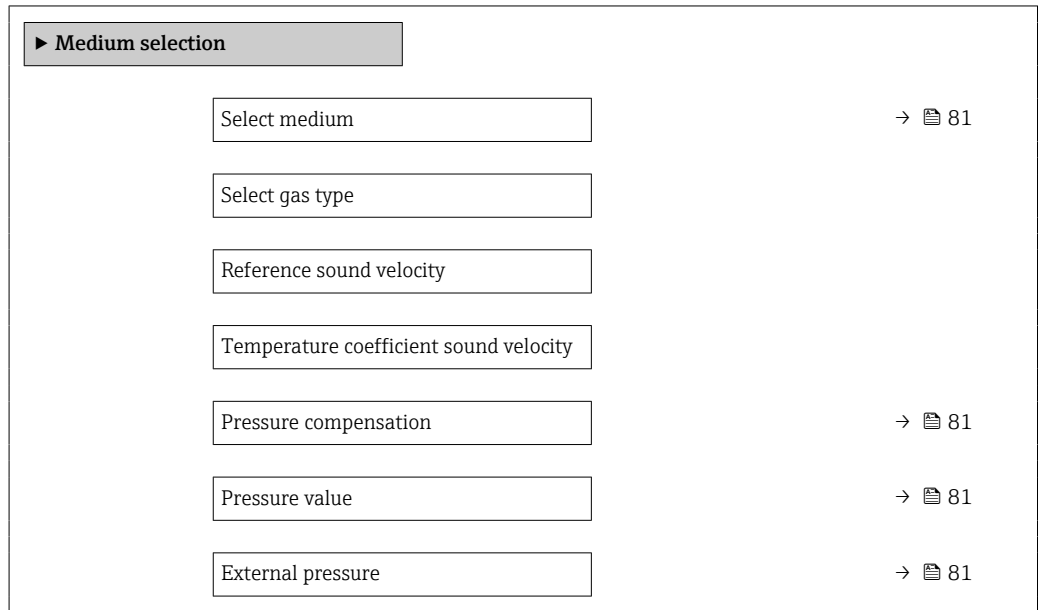 ▶ Medium selection
Select medium → 81
Select gas type
Reference sound velocity
Temperature coefficient sound velocity
Pressure compensation → 81
Pressure value → 81
External pressure → 81